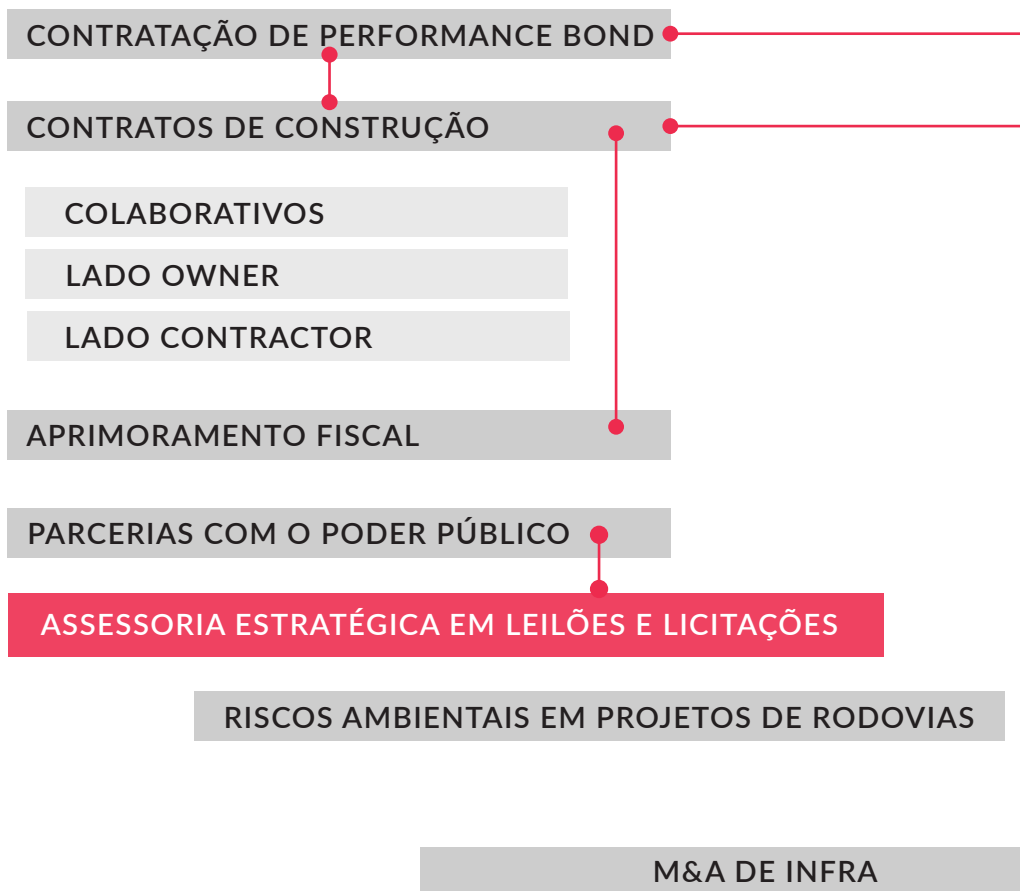 CONTRATAÇÃO DE PERFORMANCE BOND
CONTRATOS DE CONSTRUÇÃO
COLABORATIVOS
LADO OWNER
LADO CONTRACTOR
APRIMORAMENTO FISCAL
PARCERIAS COM O PODER PÚBLICO
ASSESSORIA ESTRATÉGICA EM LEILÕES E LICITAÇÕES
RISCOS AMBIENTAIS EM PROJETOS DE RODOVIAS
M&A DE INFRA